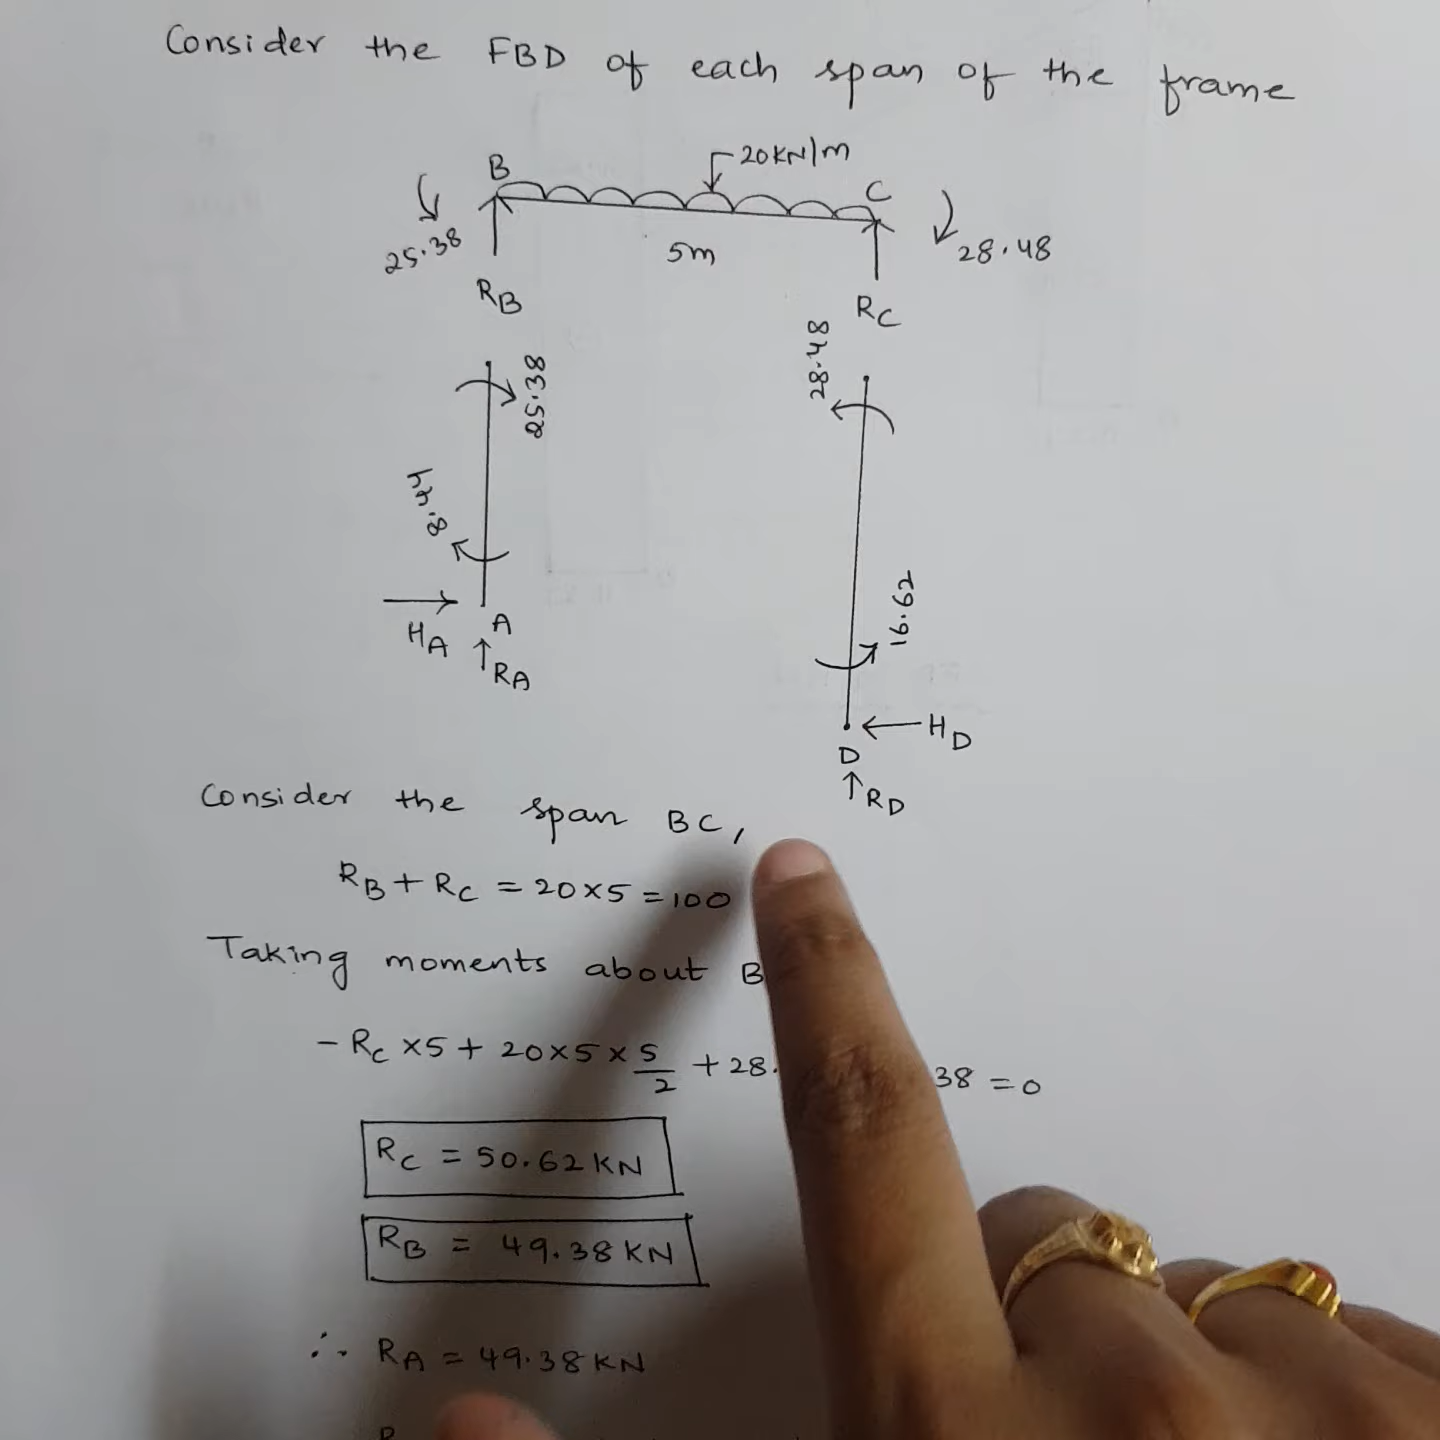 Consider the FBD of each span of the frame
20KN/m
B
C
25.38
5m
28.48
RB
RC
25.38
28.48
8.44
16.62
HA
A
RA
HD
D
RD
Consider the span BC,
RB + RC = 20×5 = 100
Taking moments about B
- RC ×5 + 20×5×5/2 + 28. 38 = 0
RC = 50.62 KN
RB = 49.38 KN
∴ RA = 49.38 KN